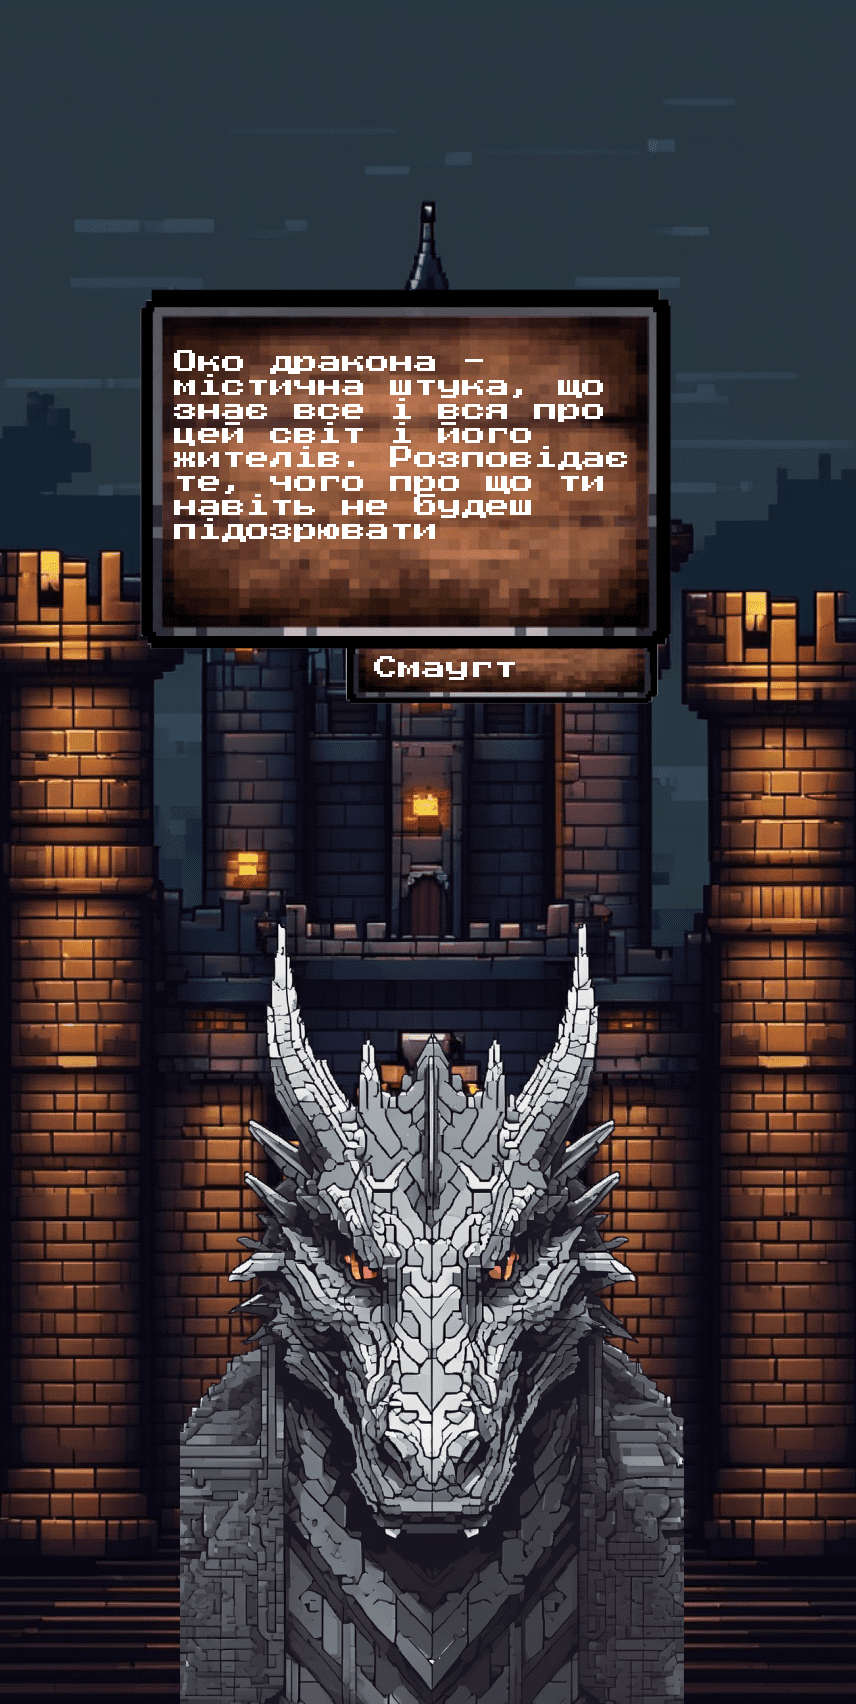 Око дракона –
містична штука, що
знає все і вся про
цей світ і його
жителів. Розповідає
те, чого про що ти
навіть не будеш
підозрювати
Смаугт